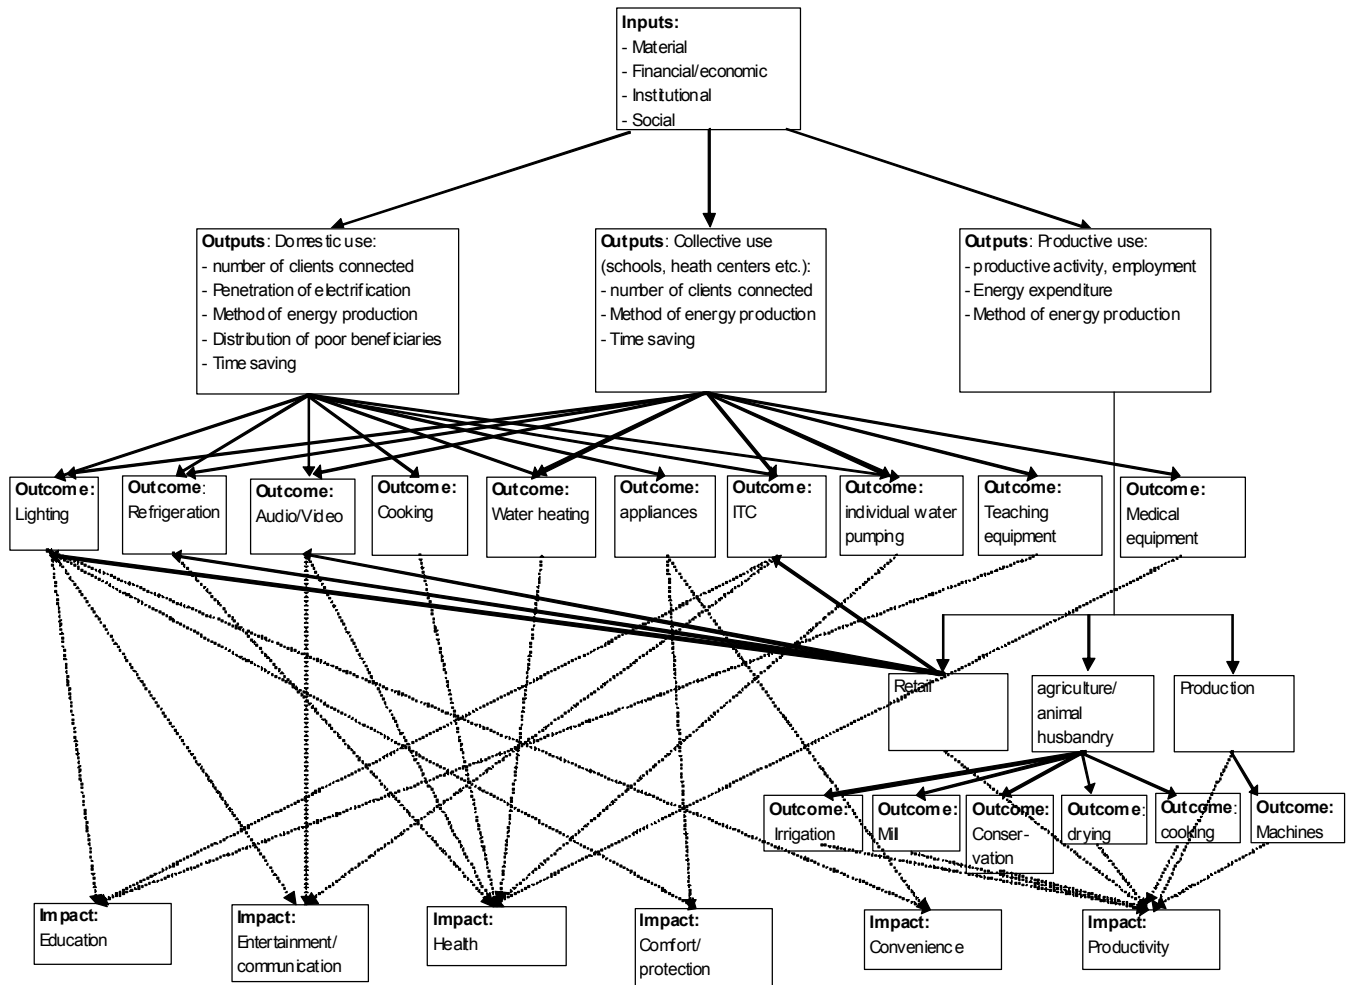 Inputs:
- Material
- Financial/economic
- Institutional
- Social
Outputs: Domestic use:
- number of clients connected
- Penetration of electrification
- Method of energy production
- Distribution of poor beneficiaries
- Time saving
Outputs: Collective use
(schools, heath centers etc.):
- number of clients connected
- Method of energy production
- Time saving
Outputs: Productive use:
- productive activity, employment
- Energy expenditure
- Method of energy production
Outcome:
Lighting
Outcome:
Refrigeration
Outcome:
Audio/Video
Outcome:
Cooking
Outcome:
Water heating
Outcome:
appliances
Outcome:
ITC
Outcome:
individual water
pumping
Outcome:
Teaching
equipment
Outcome:
Medical
equipment
Retail
agriculture/
animal
husbandry
Production
Outcome:
Irrigation
Outcome:
Mill
Outcome:
Conser-
vation
Outcome:
drying
Outcome:
cooking
Outcome:
Machines
Impact:
Education
Impact:
Entertainment/
communication
Impact:
Health
Impact:
Comfort/
protection
Impact:
Convenience
Impact:
Productivity